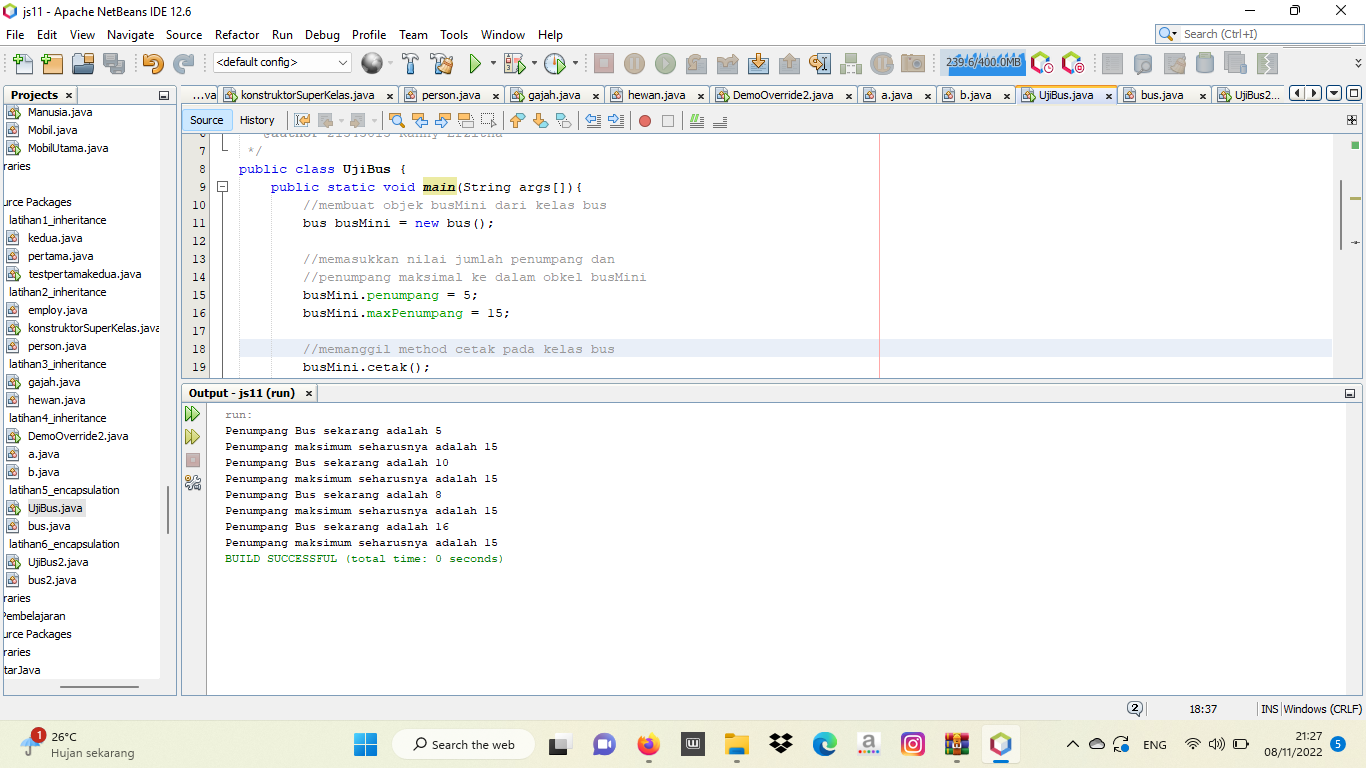 js11 - Apache NetBeans IDE 12.6
File Edit View Navigate Source Refactor Run Debug Profile Team Tools Window Help
Search (Ctrl+I)
<default config>
239.6/400.0MB
Projects
...va konstruktorSuperKelas.java person.java gajah.java hewan.java DemoOverride2.java a.java b.java UjiBus.java bus.java UjiBus2...
Source History
Manusia.java
Mobil.java
MobilUtama.java
raries
urce Packages
latihan1_inheritance
kedua.java
pertama.java
testpertamakedua.java
latihan2_inheritance
employ.java
konstruktorSuperKelas.java
person.java
latihan3_inheritance
gajah.java
hewan.java
latihan4_inheritance
DemoOverride2.java
a.java
b.java
latihan5_encapsulation
UjiBus.java
bus.java
latihan6_encapsulation
UjiBus2.java
bus2.java
raries
Pembelajaran
urce Packages
raries
tarJava
7 */
8 public class UjiBus {
9 public static void main(String args[]){
10 //membuat objek busMini dari kelas bus
11 bus busMini = new bus();
12
13 //memasukkan nilai jumlah penumpang dan
14 //penumpang maksimal ke dalam obkel busMini
15 busMini.penumpang = 5;
16 busMini.maxPenumpang = 15;
17
18 //memanggil method cetak pada kelas bus
19 busMini.cetak();
Output - js11 (run)
run:
Penumpang Bus sekarang adalah 5
Penumpang maksimum seharusnya adalah 15
Penumpang Bus sekarang adalah 10
Penumpang maksimum seharusnya adalah 15
Penumpang Bus sekarang adalah 8
Penumpang maksimum seharusnya adalah 15
Penumpang Bus sekarang adalah 16
Penumpang maksimum seharusnya adalah 15
BUILD SUCCESSFUL (total time: 0 seconds)
2 18:37 INS Windows (CRLF)
1 26°C
Hujan sekarang
Search the web
ENG
21:27
08/11/2022
5